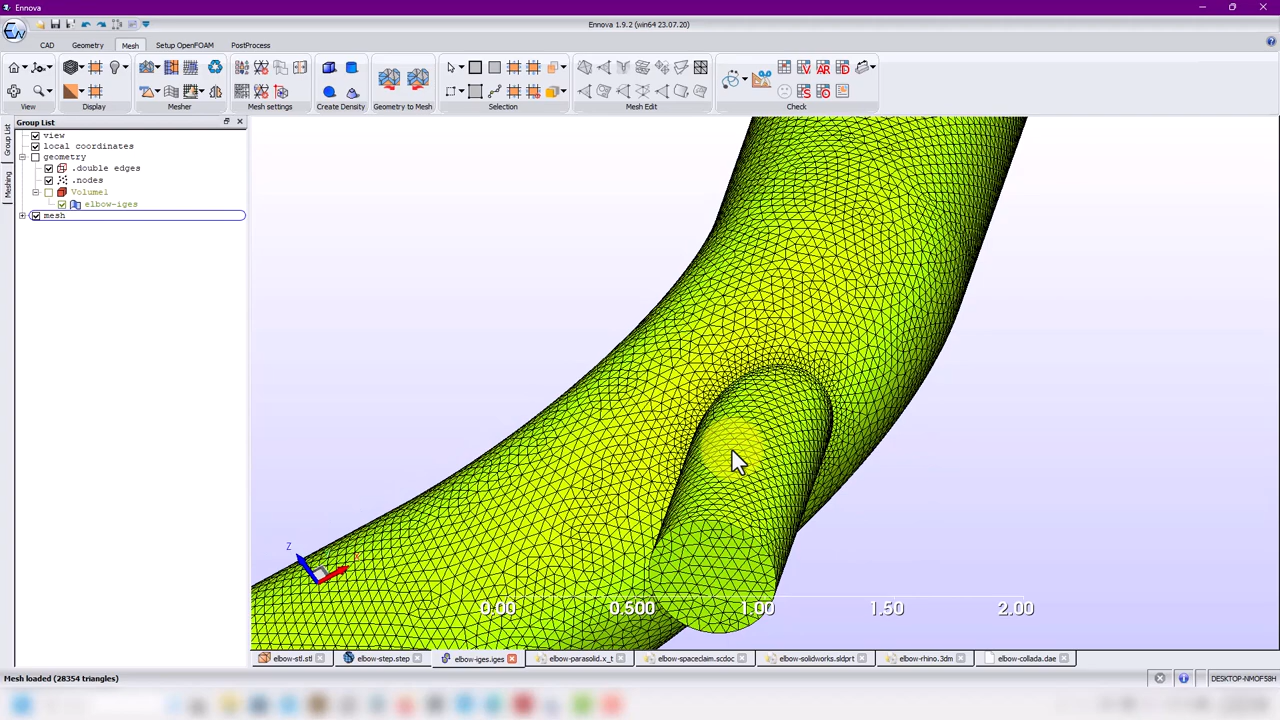 Ennova
Ennova 1.9.2 (win64 23.07.20)
CAD
Geometry
Mesh
Setup OpenFOAM
PostProcess
View
Display
Mesher
Mesh settings
Create Density
Geometry to Mesh
Selection
Mesh Edit
Check
Group List
Group List
Meshing
view
local coordinates
geometry
.double edges
.nodes
Volume1
elbow-iges
mesh
Z
0.00
0.500
1.00
1.50
2.00
elbow-stl.stl
elbow-step.step
elbow-iges.iges
elbow-parasolid.x_t
elbow-spaceclaim.scdoc
elbow-solidworks.sldprt
elbow-rhino.3dm
elbow-collada.dae
Mesh loaded (28354 triangles)
DESKTOP-NMOF58H